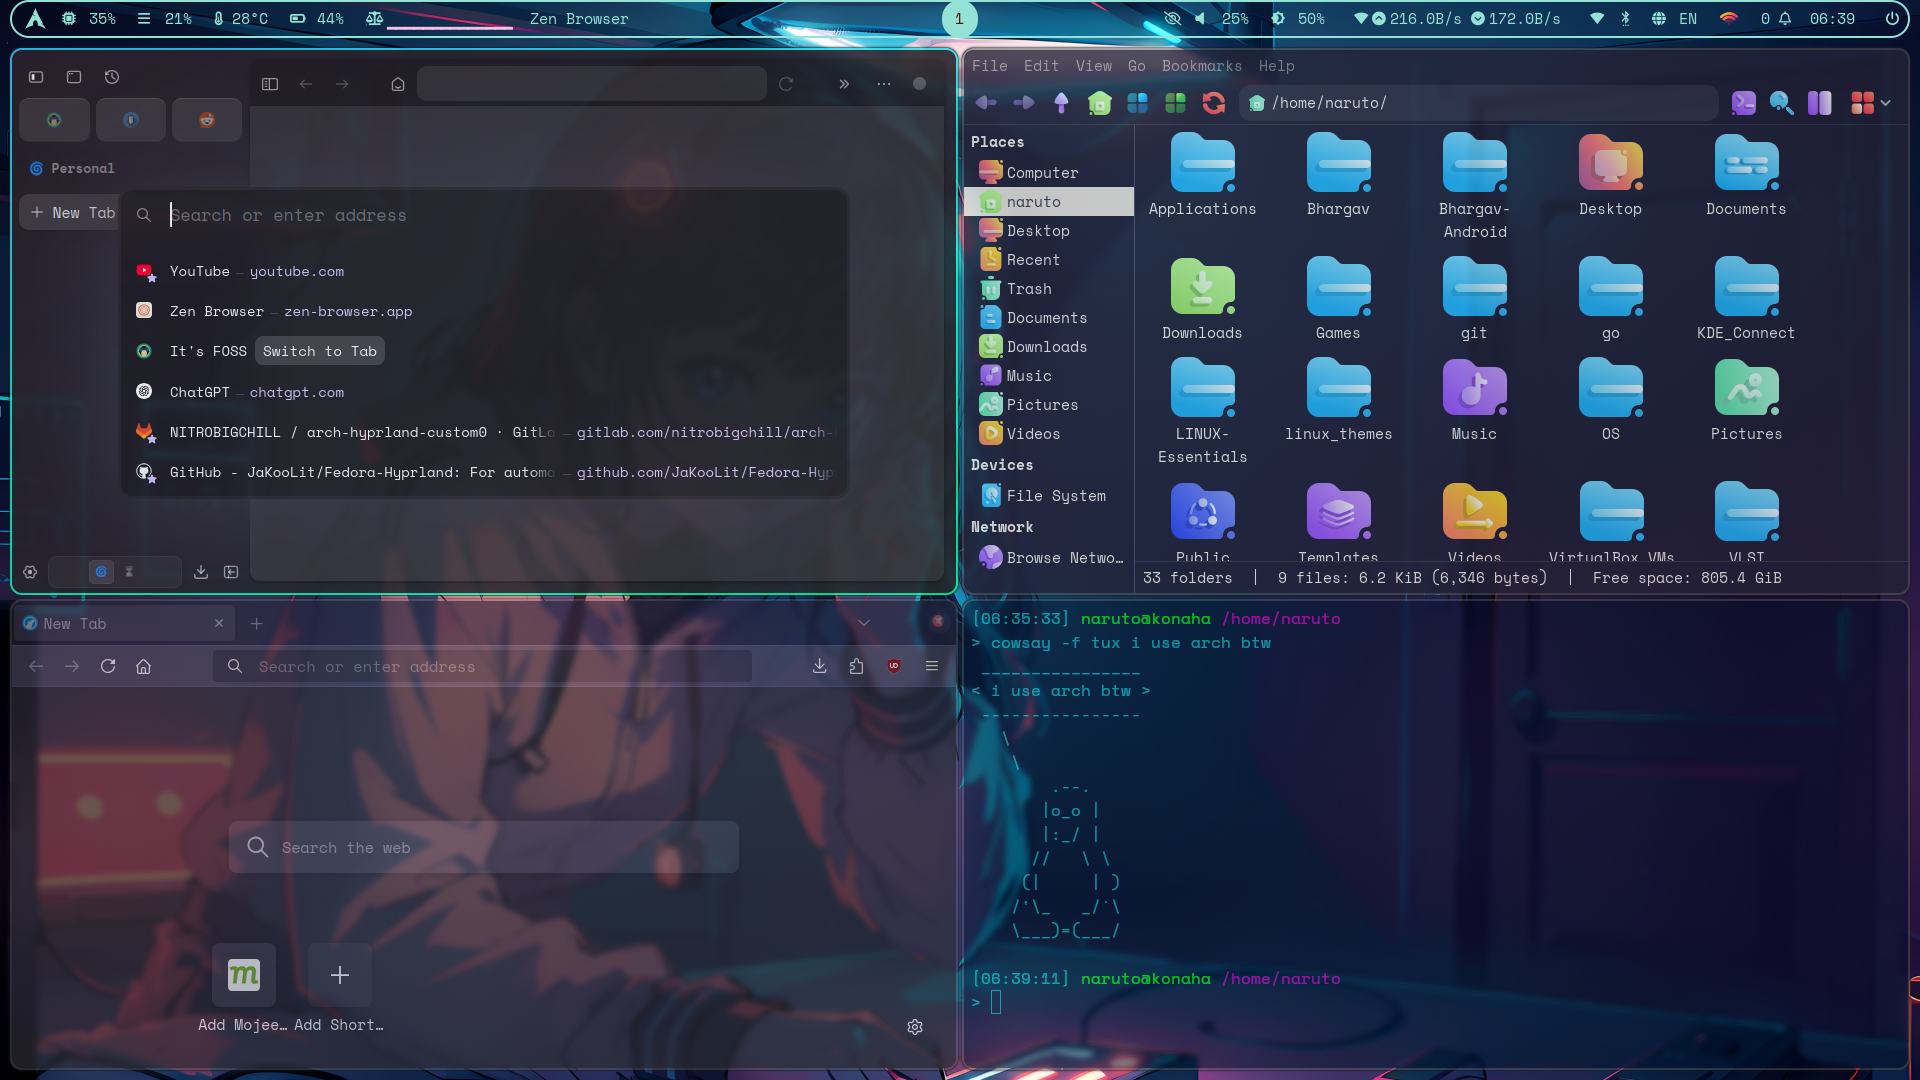 35% 21% 28°C 44% Zen Browser 1 25% 50% 216.0B/s 172.0B/s EN 0 06:39
Personal
New Tab
Search or enter address
YouTube — youtube.com
Zen Browser — zen-browser.app
It's FOSS Switch to Tab
ChatGPT — chatgpt.com
NITROBIGCHILL / arch-hyprland-custom0 · GitLa — gitlab.com/nitrobigchill/arch-
GitHub - JaKooLit/Fedora-Hyprland: For automa — github.com/JaKooLit/Fedora-Hyp
File Edit View Go Bookmarks Help
/home/naruto/
Places
Computer
naruto
Desktop
Recent
Trash
Documents
Downloads
Music
Pictures
Videos
Devices
File System
Network
Browse Netwo…
Applications Bhargav Bhargav- Desktop Documents
Android
Downloads Games git go KDE_Connect
LINUX- linux_themes Music OS Pictures
Essentials
Public Templates Videos VirtualBox VMs VLSI
33 folders | 9 files: 6.2 KiB (6,346 bytes) | Free space: 805.4 GiB
New Tab
Search or enter address
Search the web
m
Add Mojee… Add Short…
[06:35:33] naruto@konaha /home/naruto
> cowsay -f tux i use arch btw
 ________________
< i use arch btw >
 ----------------
   \
    \
        .--.
       |o_o |
       |:_/ |
      //   \ \
     (|     | )
    /'\_   _/`\
    \___)=(___/
[06:39:11] naruto@konaha /home/naruto
>